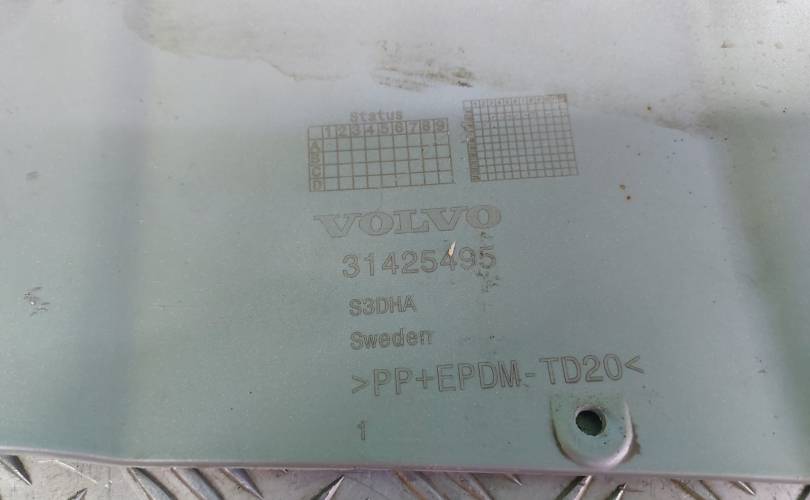 Status
1 2 3 4 5 6 7 8 9
A
B
C
D
VOLVO
31425495
S3DHA
Sweden
>PP+EPDM-TD20<
1